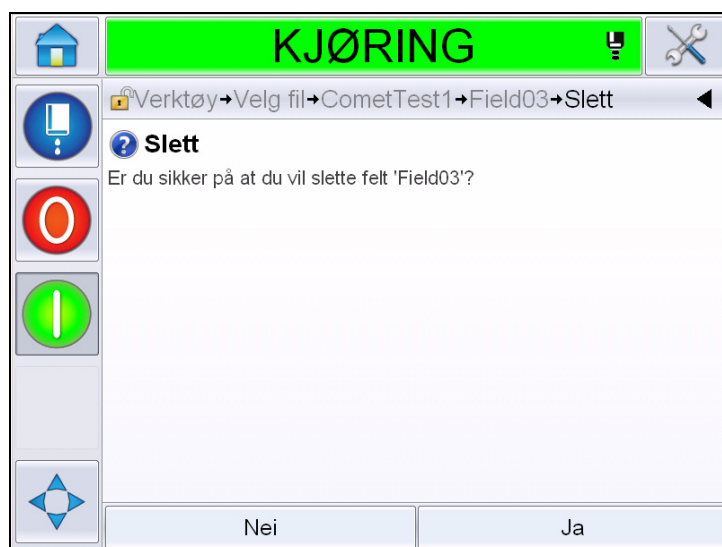 KJØRING
Verktøy→Velg fil→CometTest1→Field03→Slett
Slett
Er du sikker på at du vil slette felt 'Field03'?
Nei
Ja